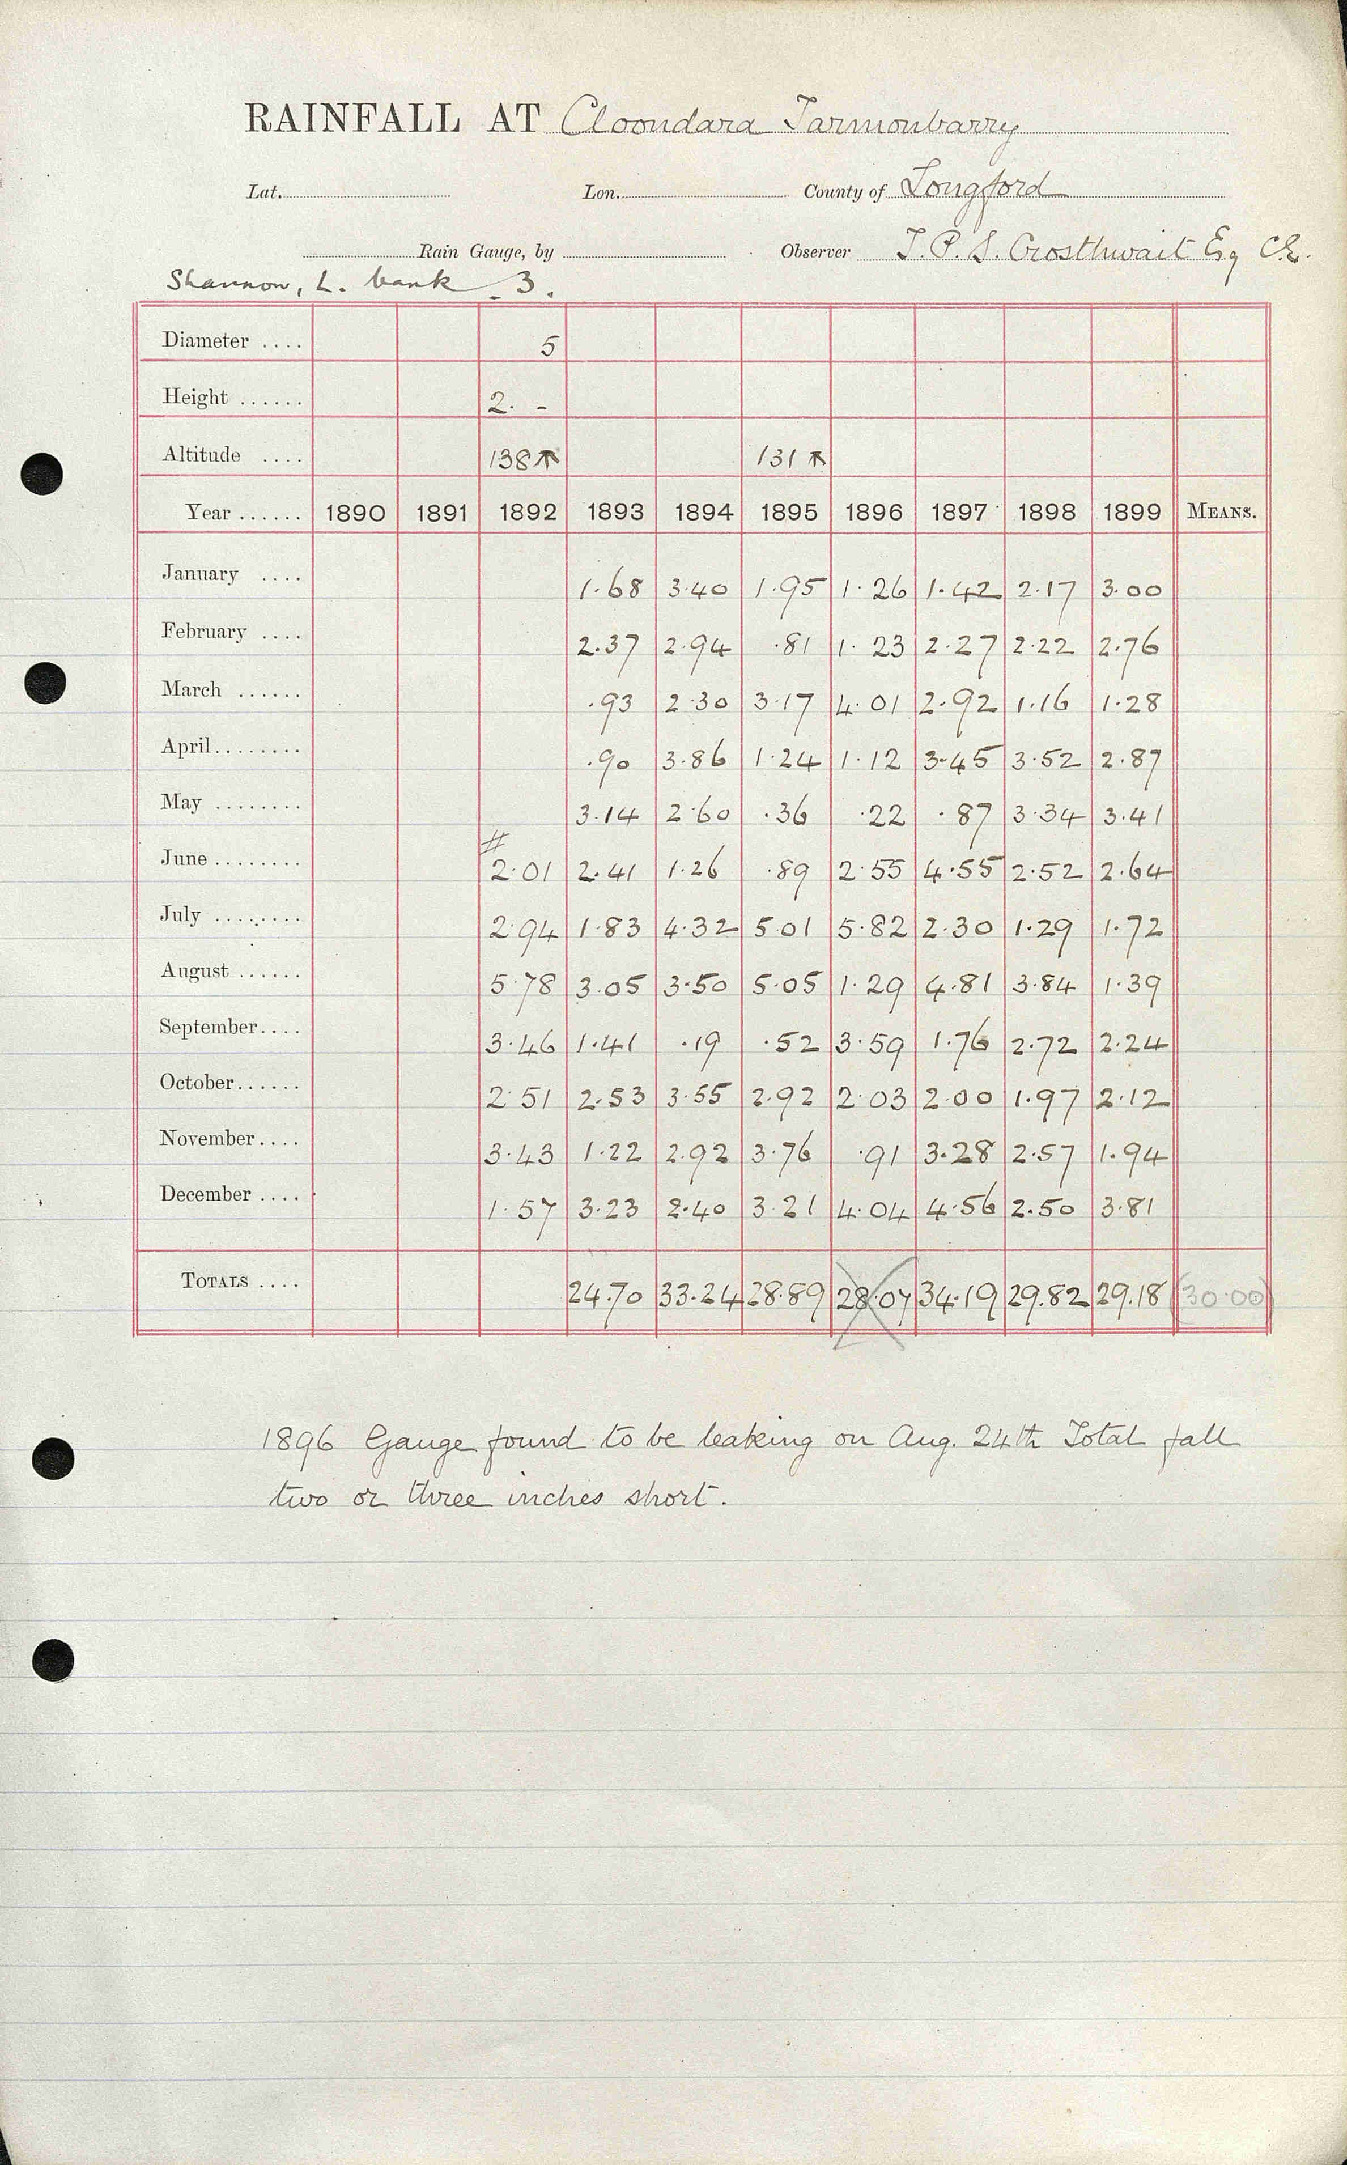 RAINFALL AT Cloondara Tarmonbarry
Lat. Lon. County of Longford
Rain Gauge, by Observer T. P. S. Crosthwait Esq CE.
Shannon, L. bank 3.
Diameter .... 5
Height ...... 2. -
Altitude .... 138 131
Year ...... 1890 1891 1892 1893 1894 1895 1896 1897 1898 1899 MEANS.
January .... 1.68 3.40 1.95 1.26 1.42 2.17 3.00
February .... 2.37 2.94 .81 1.23 2.27 2.22 2.76
March ...... .93 2.30 3.17 4.01 2.92 1.16 1.28
April ........ .90 3.86 1.24 1.12 3.45 3.52 2.87
May ........ 3.14 2.60 .36 .22 .87 3.34 3.41
#
June ........ 2.01 2.41 1.26 .89 2.55 4.55 2.52 2.64
July ........ 2.94 1.83 4.32 5.01 5.82 2.30 1.29 1.72
August ...... 5.78 3.05 3.50 5.05 1.29 4.81 3.84 1.39
September .... 3.46 1.41 .19 .52 3.59 1.76 2.72 2.24
October ...... 2.51 2.53 3.55 2.92 2.03 2.00 1.97 2.12
November .... 3.43 1.22 2.92 3.76 .91 3.28 2.57 1.94
December .... 1.57 3.23 2.40 3.21 4.04 4.56 2.50 3.81
TOTALS .... 24.70 33.24 28.89 28.07 34.19 29.82 29.18 (30.00)
1896 Gauge found to be leaking on Aug. 24th Total fall
two or three inches short.